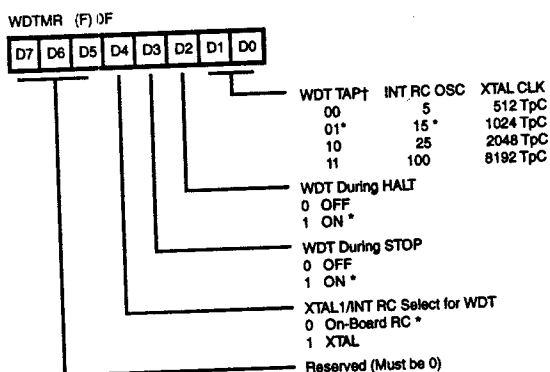 WDTMR (F) 0F
D7 D6 D5 D4 D3 D2 D1 D0
WDT TAP† INT RC OSC XTAL CLK
00 5 512 TpC
01* 15 * 1024 TpC
10 25 2048 TpC
11 100 8192 TpC
WDT During HALT
0 OFF
1 ON *
WDT During STOP
0 OFF
1 ON *
XTAL1/INT RC Select for WDT
0 On-Board RC *
1 XTAL
Reserved (Must be 0)